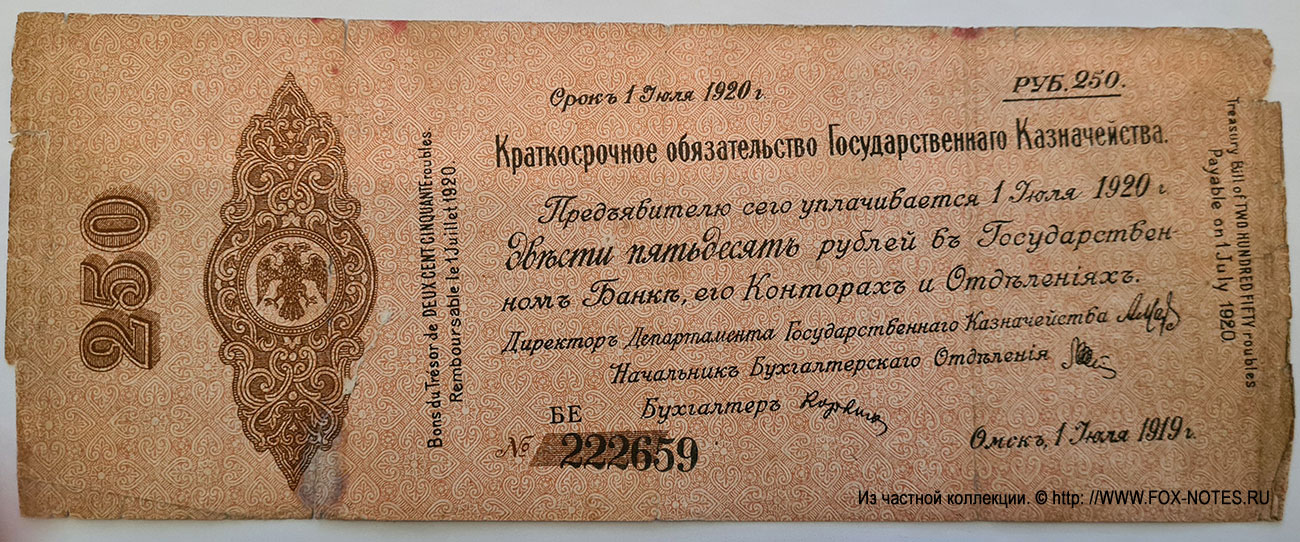 250
Bons du Trésor de DEUX CENT CINQUANTE roubles
Remboursable le 1 Juillet 1920.
Срокъ 1 Іюля 1920 г.
РУБ. 250.
Краткосрочное обязательство Государственнаго Казначейства.
Предъявителю сего уплачивается 1 Іюля 1920 г.
Двѣсти пятьдесятъ рублей въ Государствен-
номъ Банкѣ, его Конторахъ и Отдѣленіяхъ.
Директоръ Департамента Государственнаго Казначейства
Начальникъ Бухгалтерскаго Отдѣленія
БЕ Бухгалтеръ
№ 222659
Омскъ, 1 Іюля 1919 г.
Treasury Bill of TWO HUNDRED FIFTY roubles
Payable on 1 July 1920.
Из частной коллекции. © http: //WWW.FOX-NOTES.RU